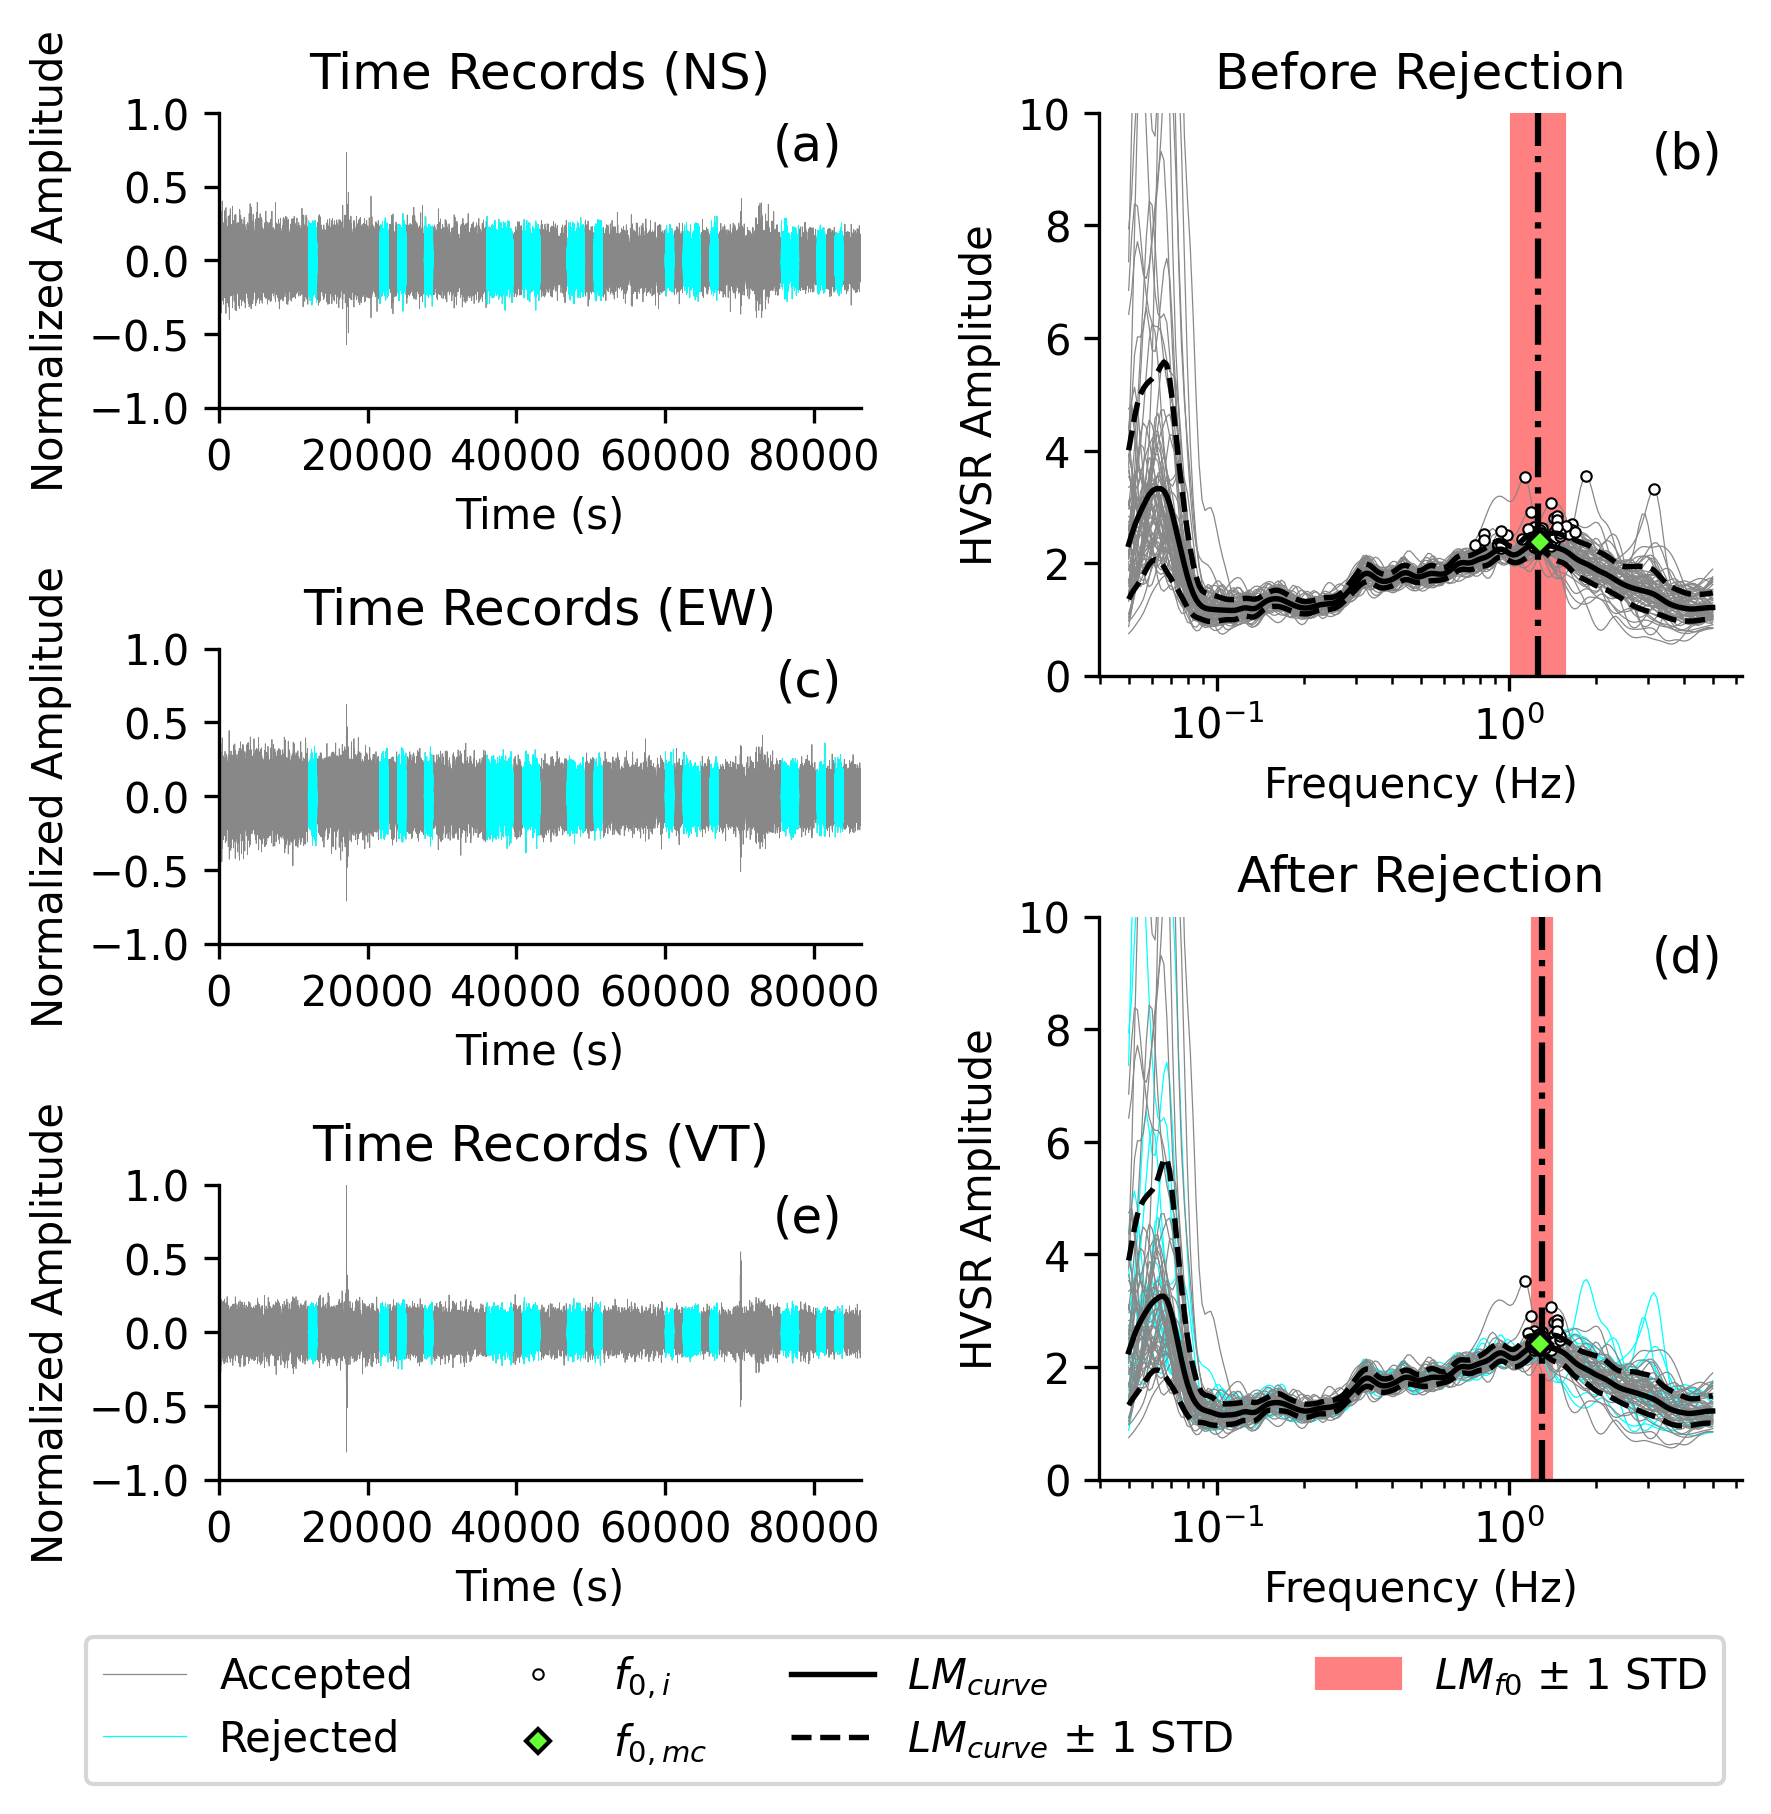 Time Records (NS)
(a)
Normalized Amplitude
1.0
0.5
0.0
−0.5
−1.0
0 20000 40000 60000 80000
Time (s)
Before Rejection
(b)
HVSR Amplitude
10
8
6
4
2
0
10⁻¹ 10⁰
Frequency (Hz)
Time Records (EW)
(c)
Normalized Amplitude
1.0
0.5
0.0
−0.5
−1.0
0 20000 40000 60000 80000
Time (s)
After Rejection
(d)
HVSR Amplitude
10
8
6
4
2
0
10⁻¹ 10⁰
Frequency (Hz)
Time Records (VT)
(e)
Normalized Amplitude
1.0
0.5
0.0
−0.5
−1.0
0 20000 40000 60000 80000
Time (s)
Accepted
Rejected
f0,i
f0,mc
LMcurve
LMcurve ± 1 STD
LMf0 ± 1 STD